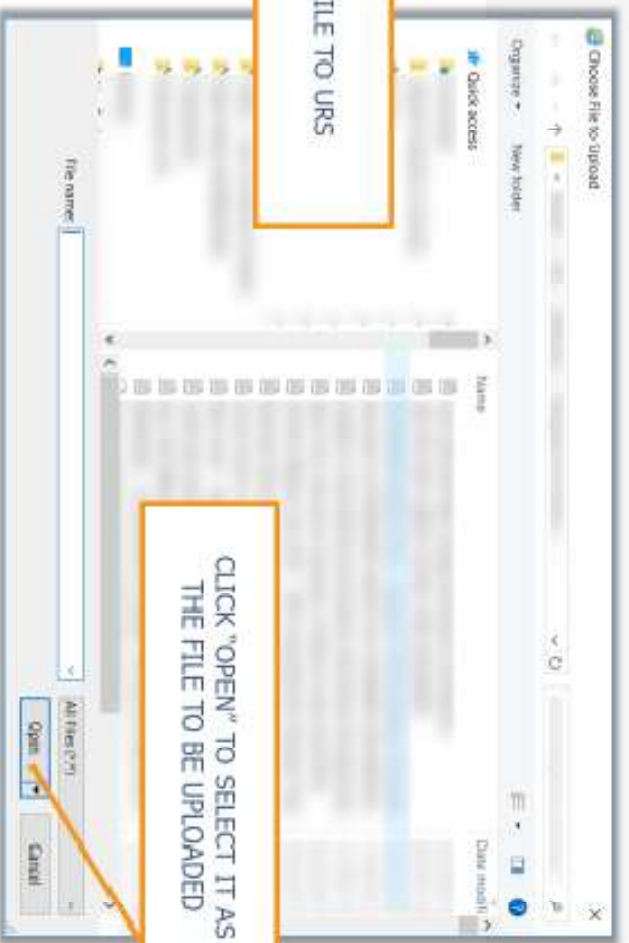 Choose File to Upload
Organize
New folder
Quick access
Name
Date modifi
ILE TO URS
CLICK "OPEN" TO SELECT IT AS
THE FILE TO BE UPLOADED
File name:
All Files (*.*)
Open
Cancel